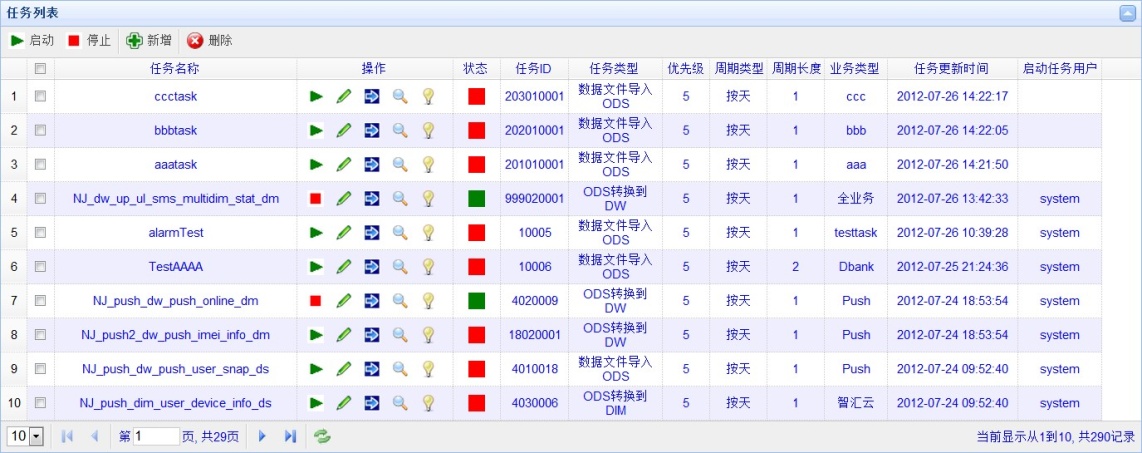 任务列表
启动 停止 新增 删除
任务名称 操作 状态 任务ID 任务类型 优先级 周期类型 周期长度 业务类型 任务更新时间 启动任务用户
1 ccctask 203010001 数据文件导入ODS 5 按天 1 ccc 2012-07-26 14:22:17
2 bbbtask 202010001 数据文件导入ODS 5 按天 1 bbb 2012-07-26 14:22:05
3 aaatask 201010001 数据文件导入ODS 5 按天 1 aaa 2012-07-26 14:21:50
4 NJ_dw_up_ul_sms_multidim_stat_dm 999020001 ODS转换到DW 5 按天 1 全业务 2012-07-26 13:42:33 system
5 alarmTest 10005 数据文件导入ODS 5 按天 1 testtask 2012-07-26 10:39:28 system
6 TestAAAA 10006 数据文件导入ODS 5 按天 2 Dbank 2012-07-25 21:24:36 system
7 NJ_push_dw_push_online_dm 4020009 ODS转换到DW 5 按天 1 Push 2012-07-24 18:53:54 system
8 NJ_push2_dw_push_imei_info_dm 18020001 ODS转换到DW 5 按天 1 Push 2012-07-24 18:53:54 system
9 NJ_push_dw_push_user_snap_ds 4010018 数据文件导入ODS 5 按天 1 Push 2012-07-24 09:52:40 system
10 NJ_push_dim_user_device_info_ds 4030006 ODS转换到DIM 5 按天 1 智汇云 2012-07-24 09:52:40 system
10 第 1 页, 共29页 当前显示从1到10, 共290记录